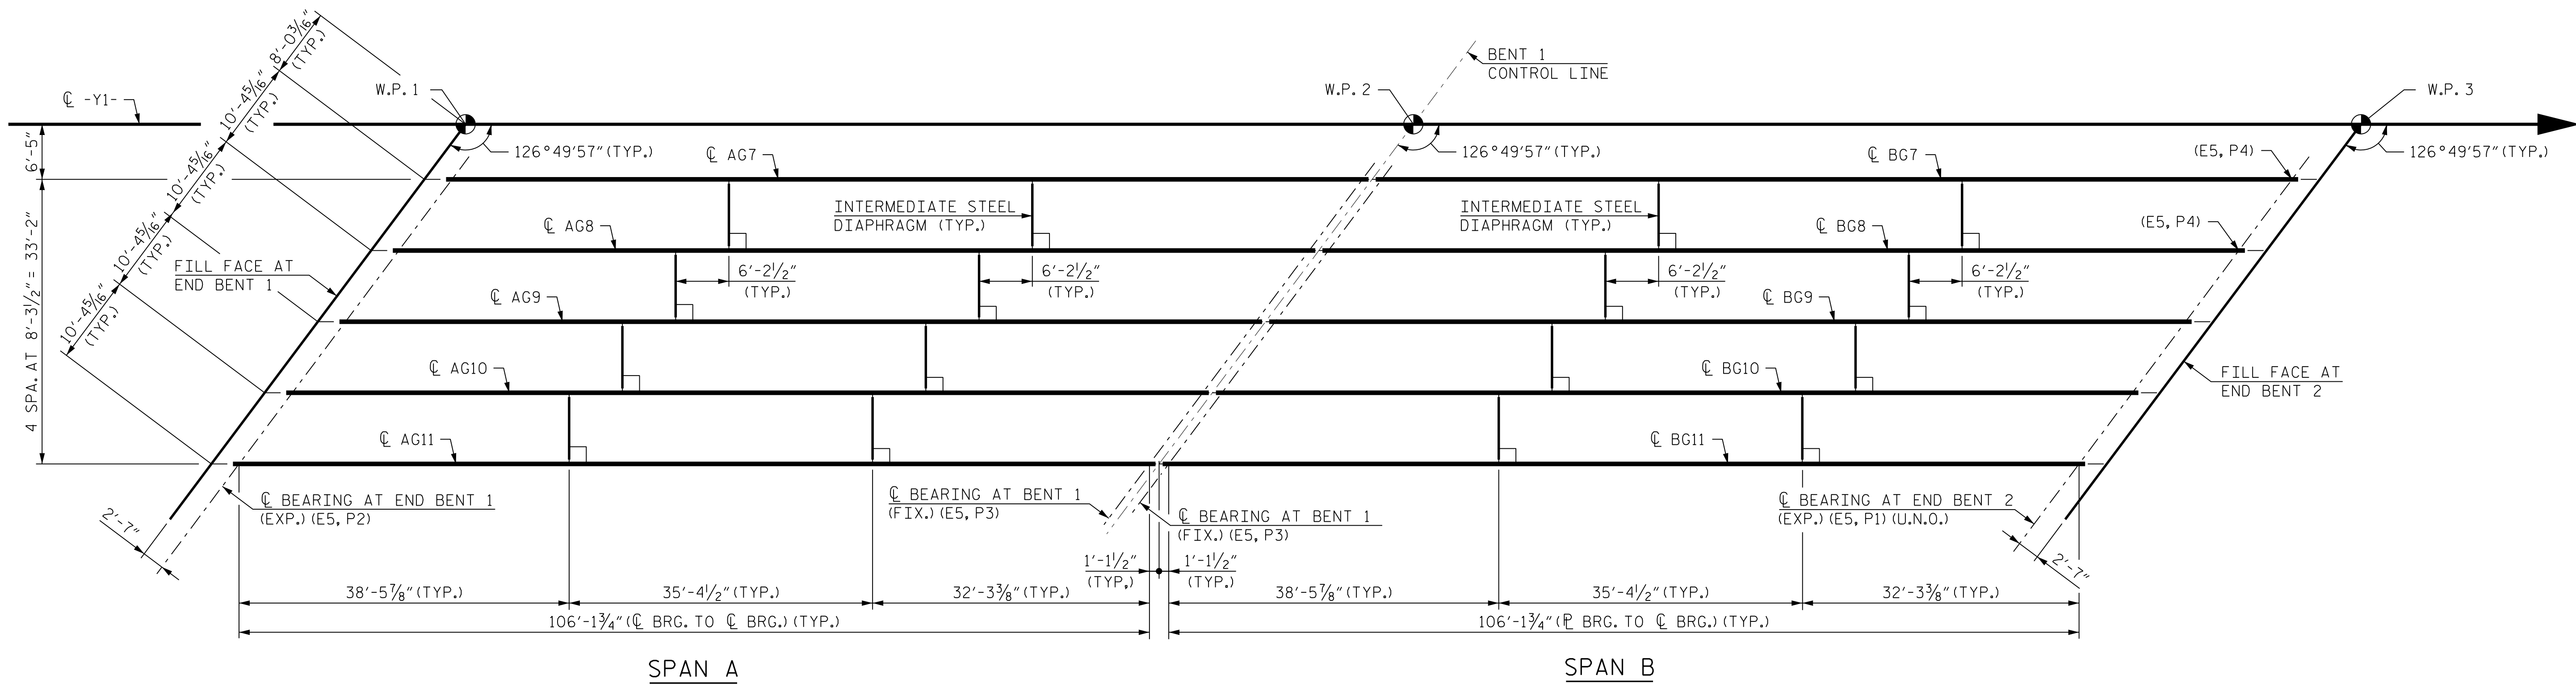 8'-0 3/16"
(TYP.)
10'-4 5/16"
(TYP.)
10'-4 5/16"
(TYP.)
10'-4 5/16"
(TYP.)
10'-4 5/16"
(TYP.)
℄ -Y1-
6'-5"
4 SPA. AT 8'-3 1/2" = 33'-2"
W.P. 1
W.P. 2
W.P. 3
BENT 1
CONTROL LINE
126°49'57" (TYP.)
126°49'57" (TYP.)
126°49'57" (TYP.)
℄ AG7
℄ BG7
(E5, P4)
INTERMEDIATE STEEL
DIAPHRAGM (TYP.)
INTERMEDIATE STEEL
DIAPHRAGM (TYP.)
℄ AG8
℄ BG8
(E5, P4)
FILL FACE AT
END BENT 1
6'-2 1/2"
(TYP.)
6'-2 1/2"
(TYP.)
6'-2 1/2"
(TYP.)
6'-2 1/2"
(TYP.)
℄ AG9
℄ BG9
℄ AG10
℄ BG10
FILL FACE AT
END BENT 2
℄ AG11
℄ BG11
℄ BEARING AT END BENT 1
(EXP.) (E5, P2)
℄ BEARING AT BENT 1
(FIX.) (E5, P3)
℄ BEARING AT BENT 1
(FIX.) (E5, P3)
℄ BEARING AT END BENT 2
(EXP.) (E5, P1) (U.N.O.)
2'-7"
2'-7"
1'-1 1/2"
(TYP,)
1'-1 1/2"
(TYP.)
38'-5 7/8" (TYP.)
35'-4 1/2" (TYP.)
32'-3 3/8" (TYP.)
38'-5 7/8" (TYP.)
35'-4 1/2" (TYP.)
32'-3 3/8" (TYP.)
106'-1 3/4" (℄ BRG. TO ℄ BRG.) (TYP.)
106'-1 3/4" (⅊ BRG. TO ℄ BRG.) (TYP.)
SPAN A
SPAN B